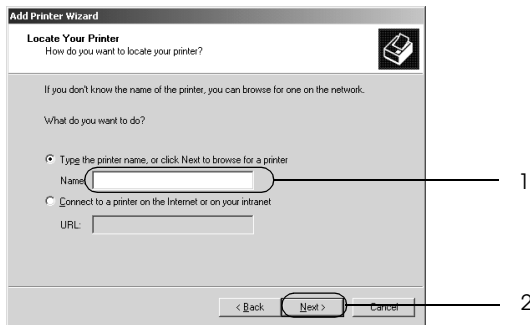 Add Printer Wizard
Locate Your Printer
How do you want to locate your printer?
If you don't know the name of the printer, you can browse for one on the network.
What do you want to do?
Type the printer name, or click Next to browse for a printer
Name: 1
Connect to a printer on the Internet or on your intranet
URL:
< Back Next > Cancel 2